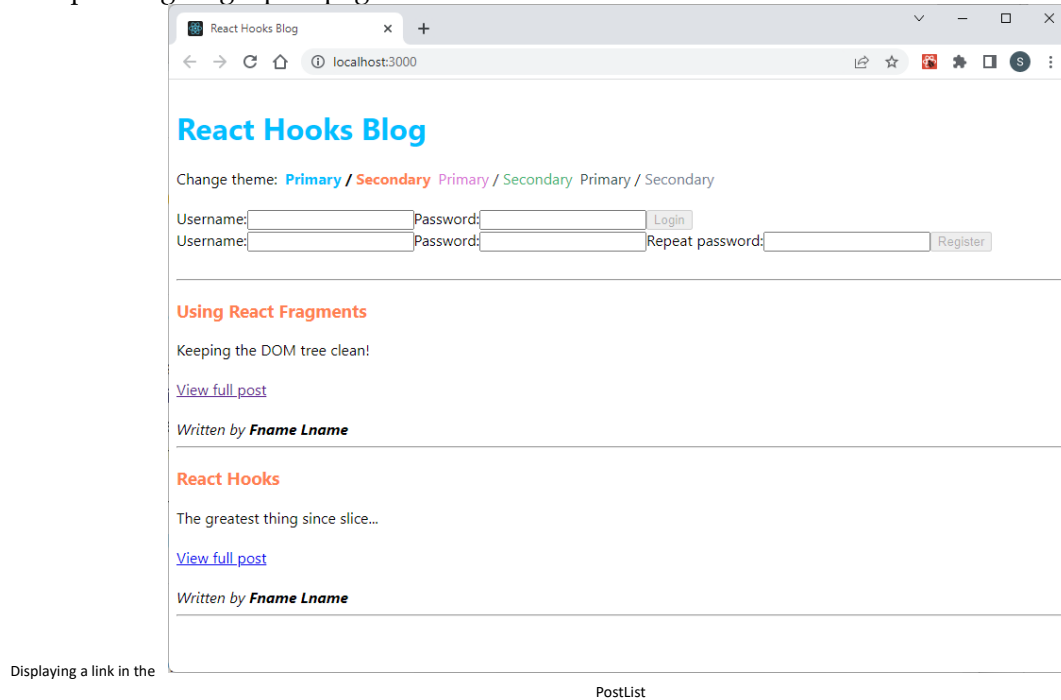 React Hooks Blog
localhost:3000
S
React Hooks Blog
Change theme: Primary / Secondary Primary / Secondary Primary / Secondary
Username: Password: Login
Username: Password: Repeat password: Register
Using React Fragments
Keeping the DOM tree clean!
View full post
Written by Fname Lname
React Hooks
The greatest thing since slice...
View full post
Written by Fname Lname
Displaying a link in the
PostList